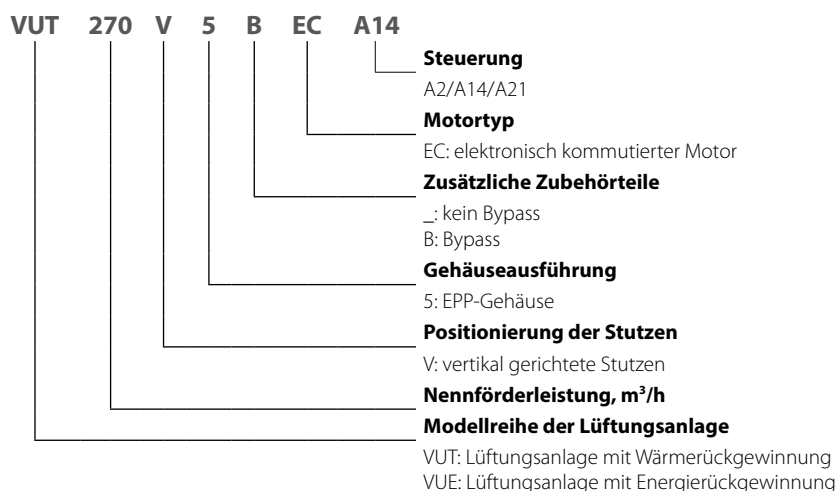 VUT 270 V 5 B EC A14
Steuerung
A2/A14/A21
Motortyp
EC: elektronisch kommutierter Motor
Zusätzliche Zubehörteile
_: kein Bypass
B: Bypass
Gehäuseausführung
5: EPP-Gehäuse
Positionierung der Stutzen
V: vertikal gerichtete Stutzen
Nennförderleistung, m³/h
Modellreihe der Lüftungsanlage
VUT: Lüftungsanlage mit Wärmerückgewinnung
VUE: Lüftungsanlage mit Energierückgewinnung